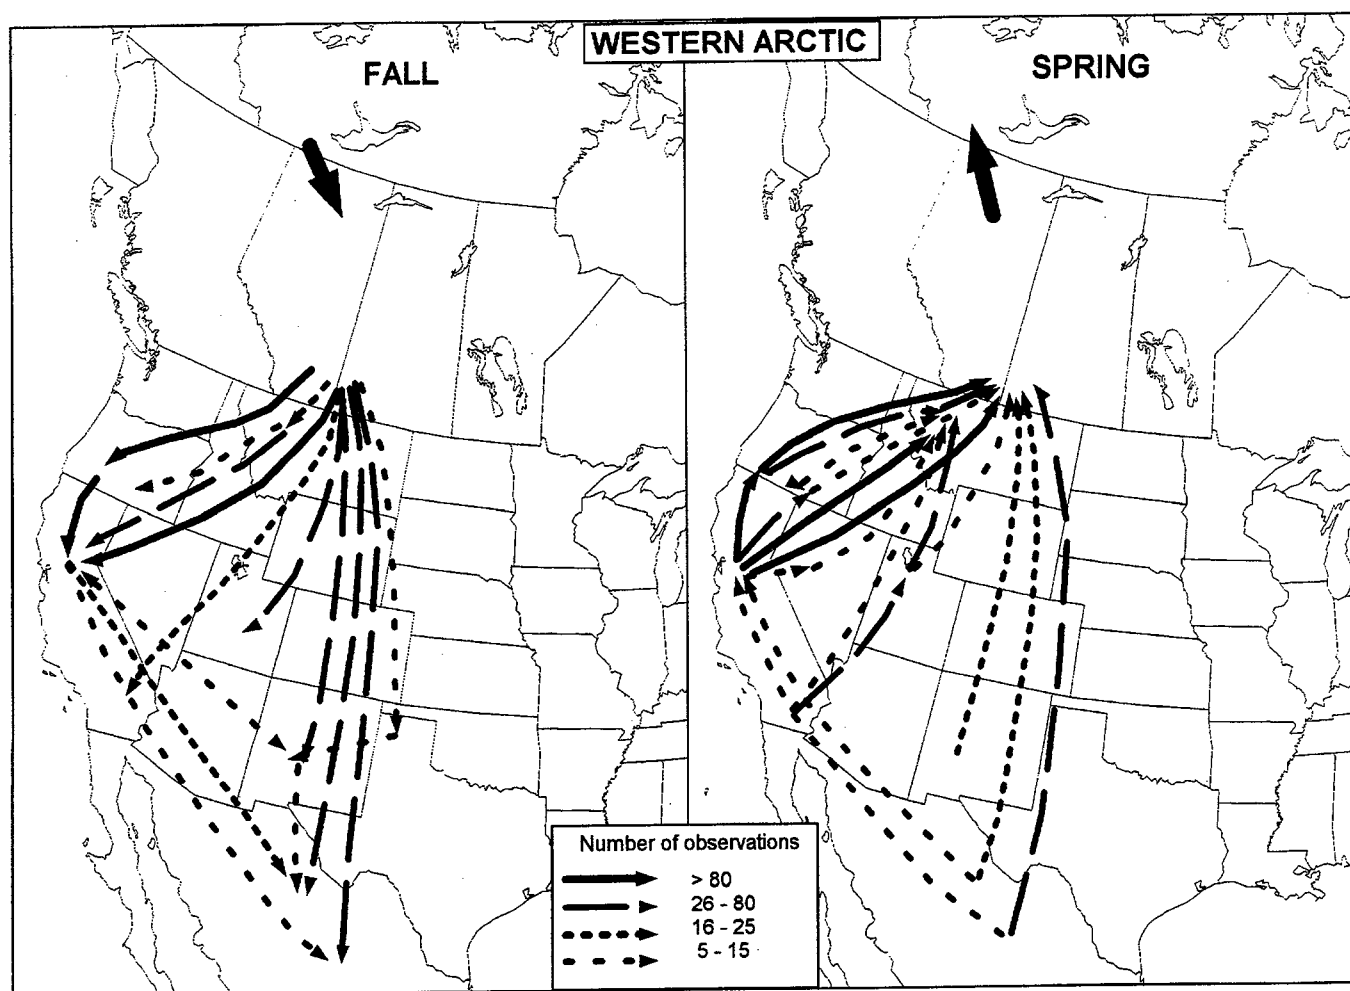 WESTERN ARCTIC
FALL
SPRING
Number of observations
> 80
26 - 80
16 - 25
5 - 15